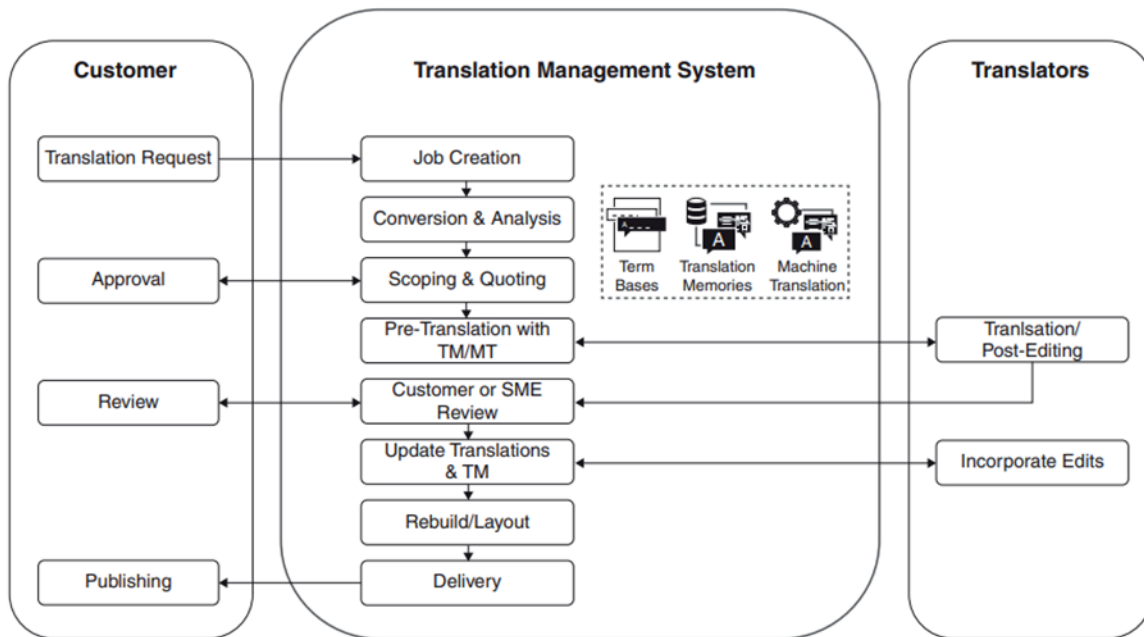 Customer
Translation Management System
Translators
Translation Request
Job Creation
Conversion & Analysis
Term
Bases
Translation
Memories
Machine
Translation
Approval
Scoping & Quoting
Pre-Translation with
TM/MT
Tranlsation/
Post-Editing
Review
Customer or SME
Review
Update Translations
& TM
Incorporate Edits
Rebuild/Layout
Publishing
Delivery
A
A
A